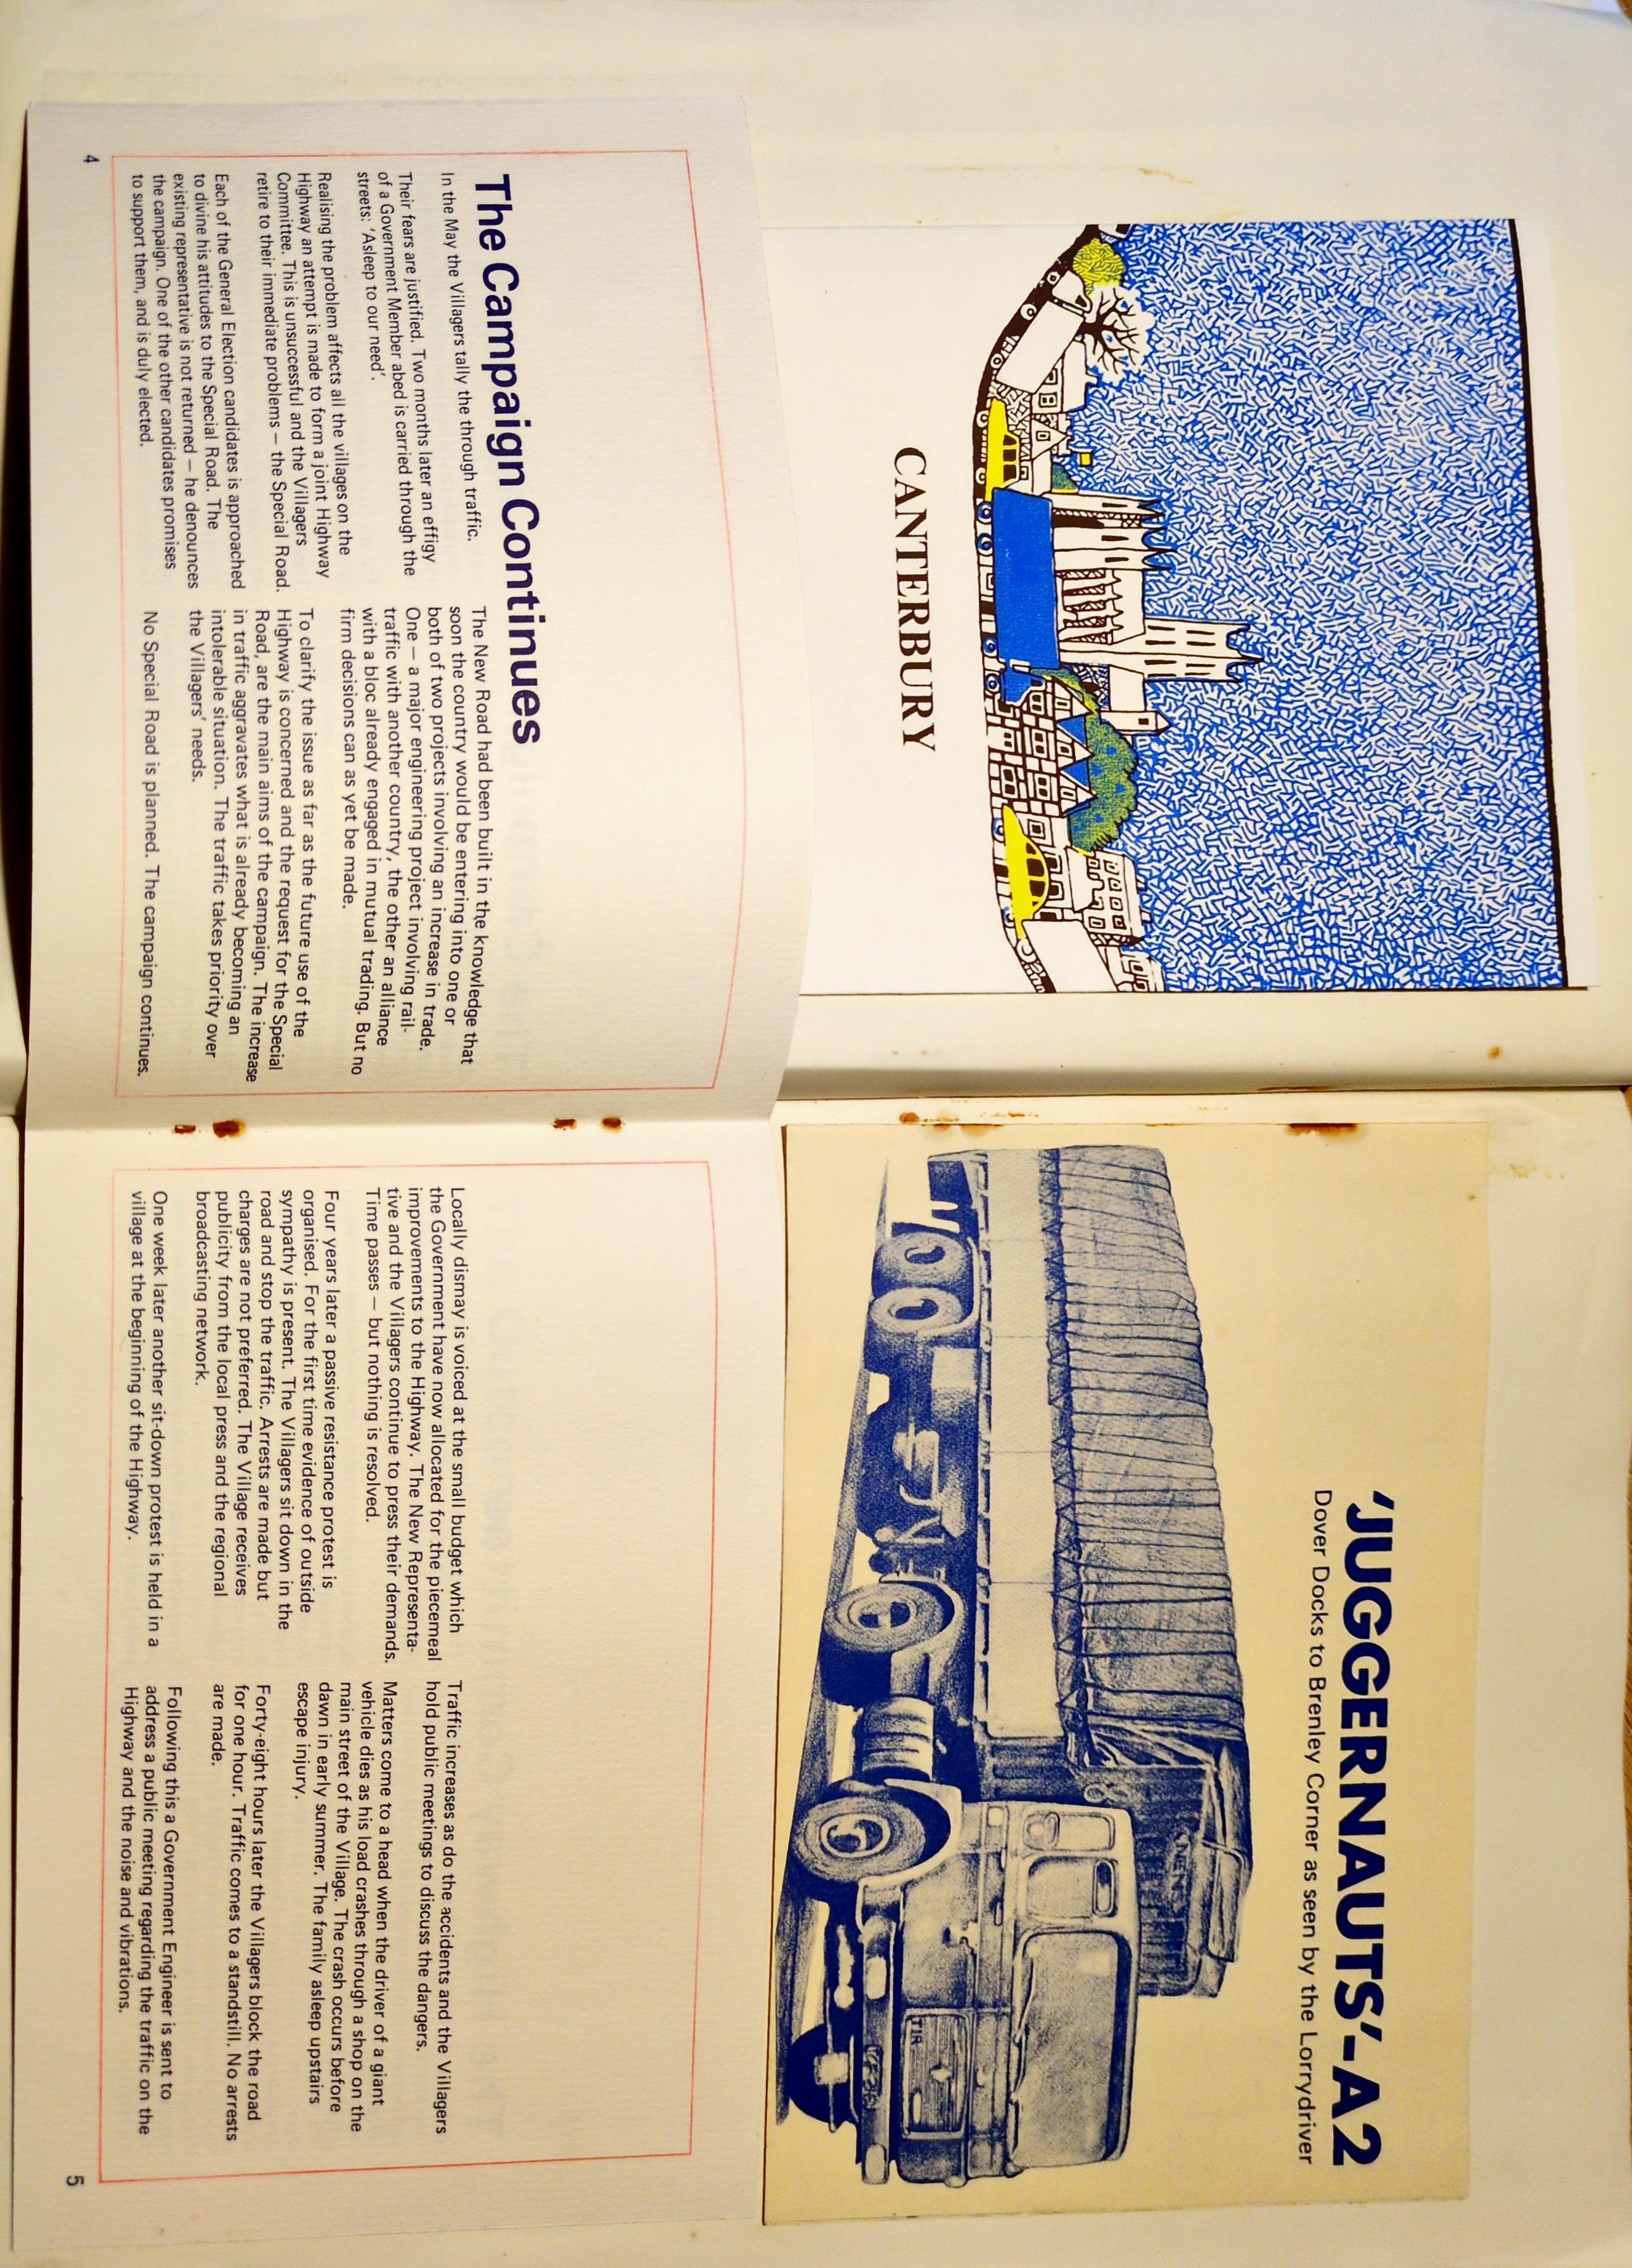 CANTERBURY
'JUGGERNAUTS'-A2
Dover Docks to Brenley Corner as seen by the Lorrydriver
TIR
The Campaign Continues
In the May the Villagers tally the through traffic.
Their fears are justified. Two months later an effigy
of a Government Member abed is carried through the
streets: 'Asleep to our need'.
Realising the problem affects all the villages on the
Highway an attempt is made to form a joint Highway
Committee. This is unsuccessful and the Villagers
retire to their immediate problems — the Special Road.
Each of the General Election candidates is approached
to divine his attitudes to the Special Road. The
existing representative is not returned — he denounces
the campaign. One of the other candidates promises
to support them, and is duly elected.
The New Road had been built in the knowledge that
soon the country would be entering into one or
both of two projects involving an increase in trade.
One — a major engineering project involving rail-
traffic with another country, the other an alliance
with a bloc already engaged in mutual trading. But no
firm decisions can as yet be made.
To clarify the issue as far as the future use of the
Highway is concerned and the request for the Special
Road, are the main aims of the campaign. The increase
in traffic aggravates what is already becoming an
intolerable situation. The traffic takes priority over
the Villagers' needs.
No Special Road is planned. The campaign continues.
4
Locally dismay is voiced at the small budget which
the Government have now allocated for the piecemeal
improvements to the Highway. The New Representa-
tive and the Villagers continue to press their demands.
Time passes — but nothing is resolved.
Four years later a passive resistance protest is
organised. For the first time evidence of outside
sympathy is present. The Villagers sit down in the
road and stop the traffic. Arrests are made but
charges are not preferred. The Village receives
publicity from the local press and the regional
broadcasting network.
One week later another sit-down protest is held in a
village at the beginning of the Highway.
Traffic increases as do the accidents and the Villagers
hold public meetings to discuss the dangers.
Matters come to a head when the driver of a giant
vehicle dies as his load crashes through a shop on the
main street of the Village. The crash occurs before
dawn in early summer. The family asleep upstairs
escape injury.
Forty-eight hours later the Villagers block the road
for one hour. Traffic comes to a standstill. No arrests
are made.
Following this a Government Engineer is sent to
address a public meeting regarding the traffic on the
Highway and the noise and vibrations.
5